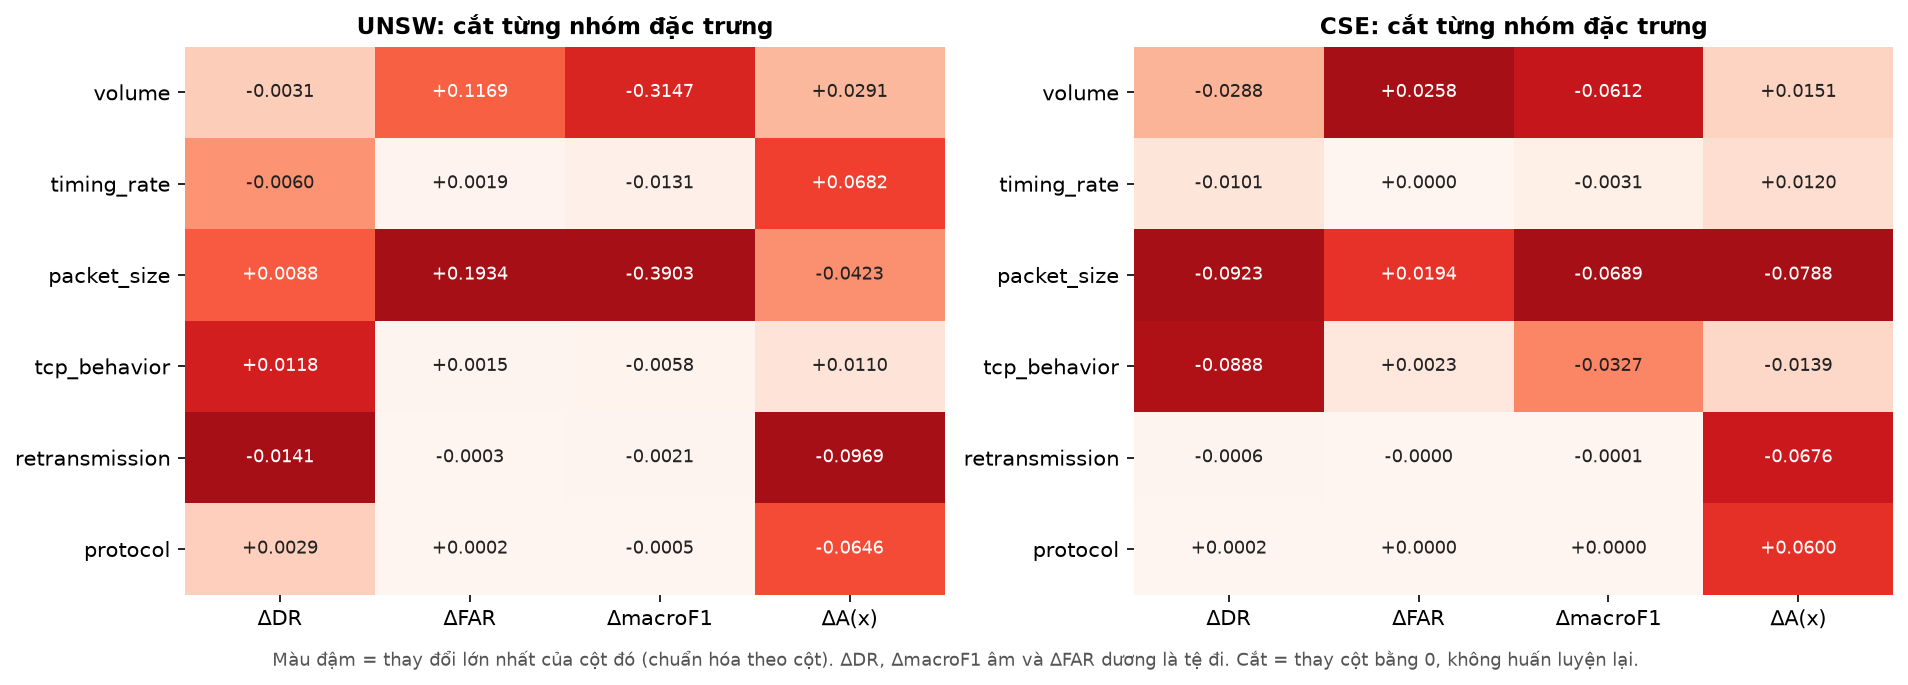 UNSW: cắt từng nhóm đặc trưng
volume -0.0031 +0.1169 -0.3147 +0.0291
timing_rate -0.0060 +0.0019 -0.0131 +0.0682
packet_size +0.0088 +0.1934 -0.3903 -0.0423
tcp_behavior +0.0118 +0.0015 -0.0058 +0.0110
retransmission -0.0141 -0.0003 -0.0021 -0.0969
protocol +0.0029 +0.0002 -0.0005 -0.0646
ΔDR ΔFAR ΔmacroF1 ΔA(x)
CSE: cắt từng nhóm đặc trưng
volume -0.0288 +0.0258 -0.0612 +0.0151
timing_rate -0.0101 +0.0000 -0.0031 +0.0120
packet_size -0.0923 +0.0194 -0.0689 -0.0788
tcp_behavior -0.0888 +0.0023 -0.0327 -0.0139
retransmission -0.0006 -0.0000 -0.0001 -0.0676
protocol +0.0002 +0.0000 +0.0000 +0.0600
ΔDR ΔFAR ΔmacroF1 ΔA(x)
Màu đậm = thay đổi lớn nhất của cột đó (chuẩn hóa theo cột). ΔDR, ΔmacroF1 âm và ΔFAR dương là tệ đi. Cắt = thay cột bằng 0, không huấn luyện lại.